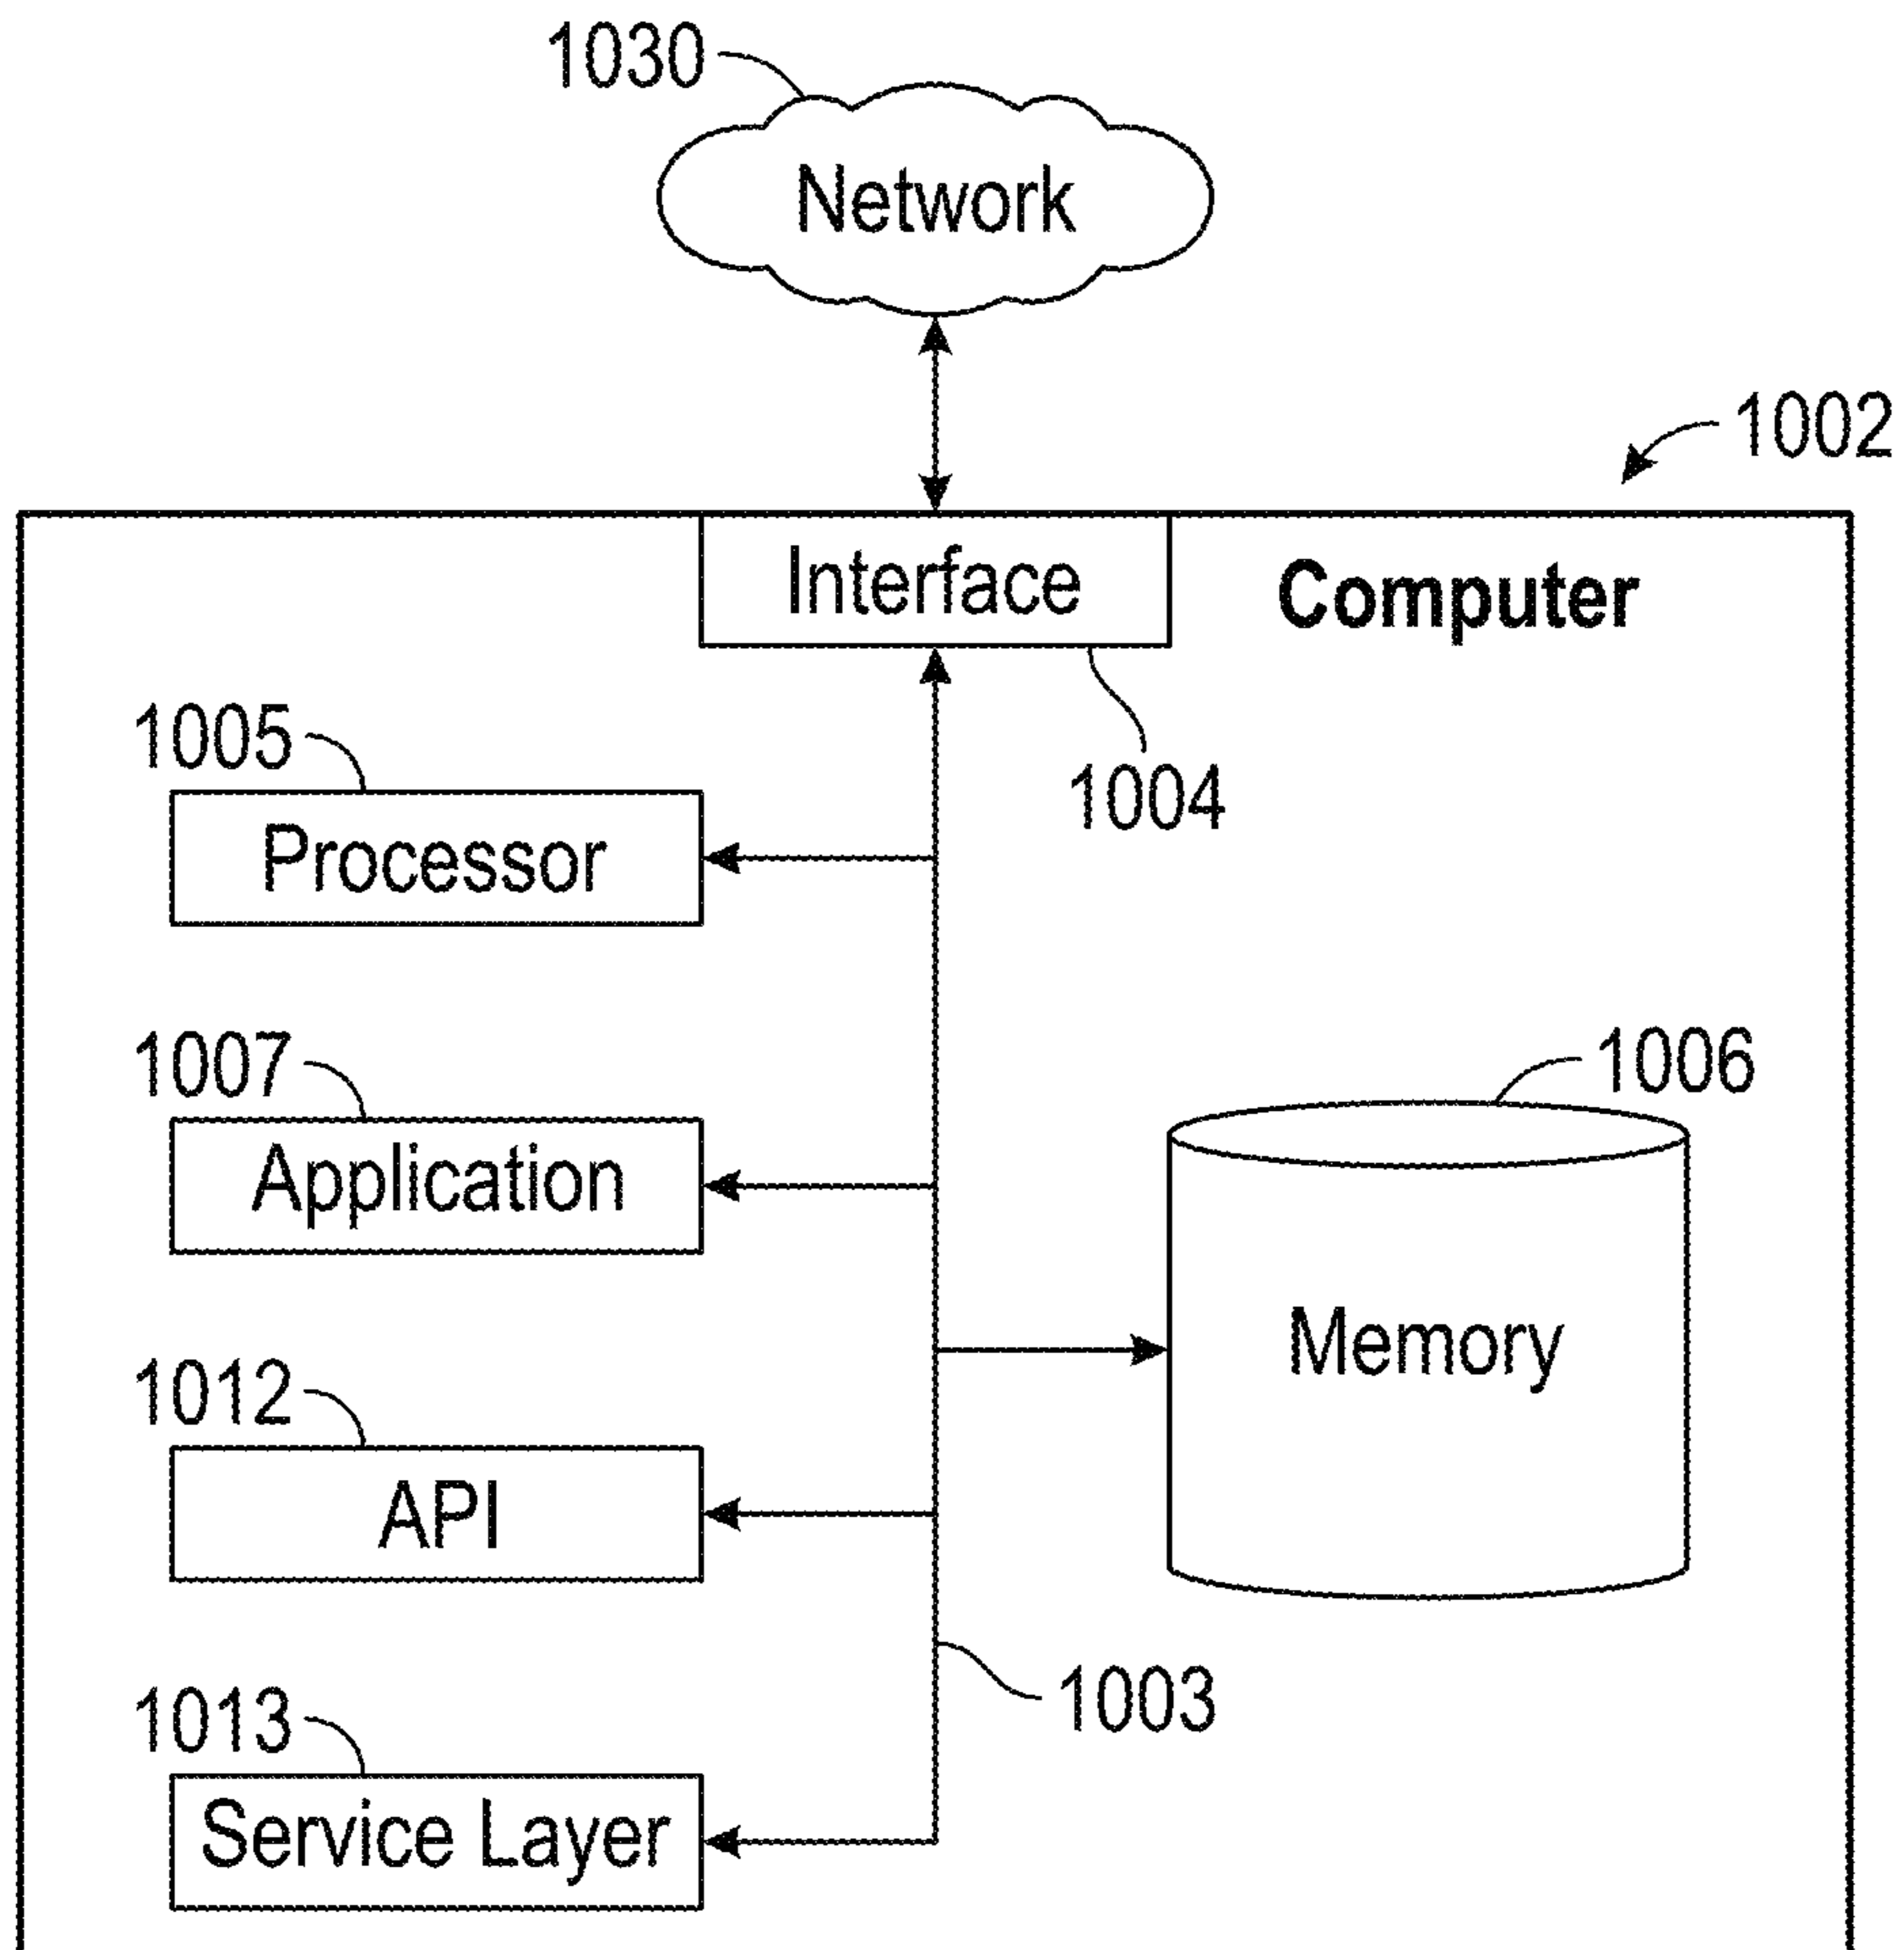 1030
Network
1002
Interface
Computer
1005
1004
Processor
1007
1006
Application
Memory
1012
API
1003
1013
Service Layer